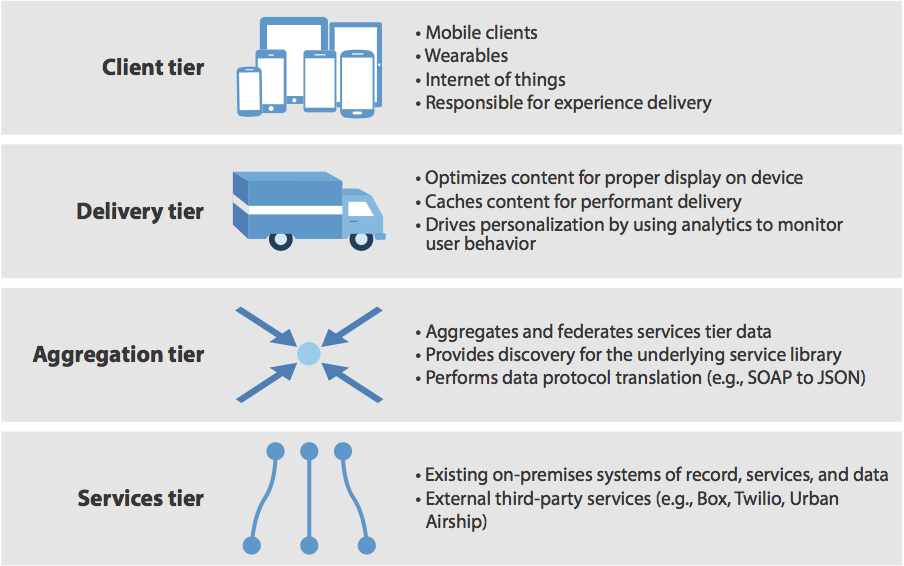 Client tier
• Mobile clients
• Wearables
• Internet of things
• Responsible for experience delivery
Delivery tier
• Optimizes content for proper display on device
• Caches content for performant delivery
• Drives personalization by using analytics to monitor
user behavior
Aggregation tier
• Aggregates and federates services tier data
• Provides discovery for the underlying service library
• Performs data protocol translation (e.g., SOAP to JSON)
Services tier
• Existing on-premises systems of record, services, and data
• External third-party services (e.g., Box, Twilio, Urban
Airship)